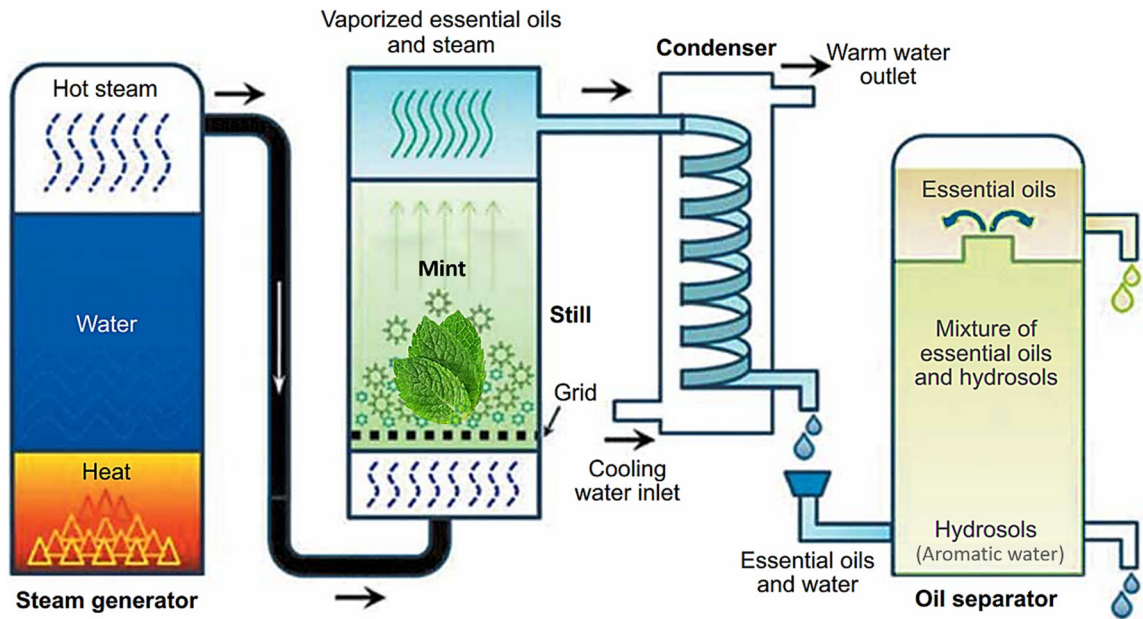 Vaporized essential oils
and steam
Condenser
Warm water
outlet
Hot steam
Steam
Essential oils
Mint
Water
Still
Mixture of
essential oils
and hydrosols
Grid
Heat
Cooling
water inlet
Hydrosols
(Aromatic water)
Essential oils
and water
Steam generator
Oil separator